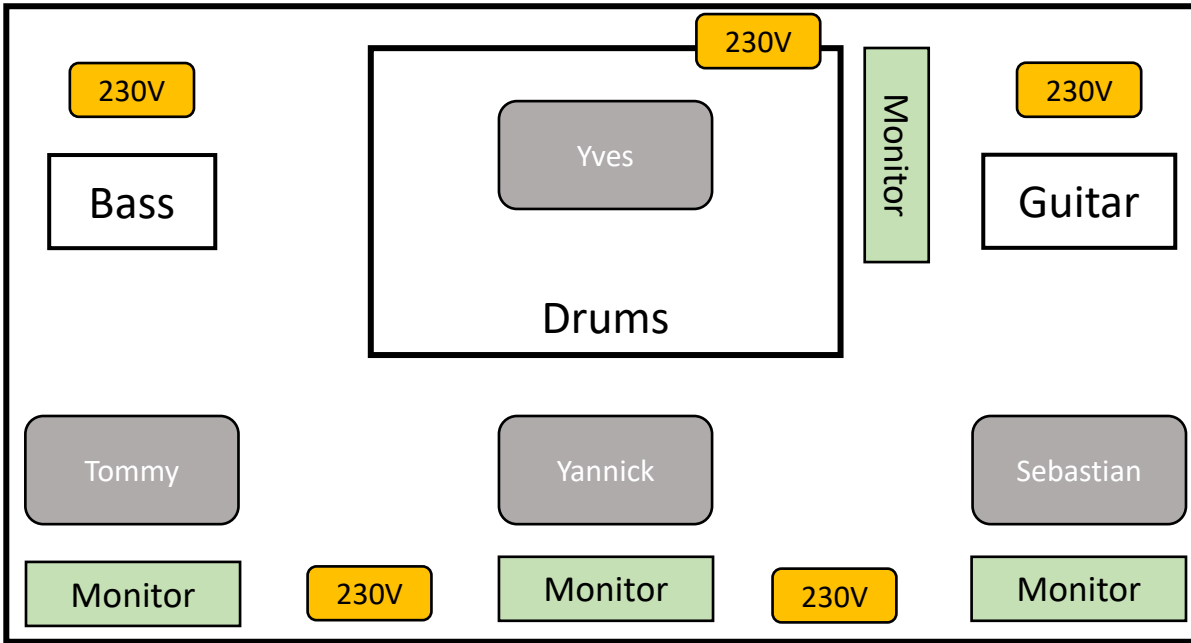 230V
230V
230V
Monitor
Yves
Bass
Guitar
Drums
Tommy
Yannick
Sebastian
Monitor
230V
Monitor
230V
Monitor